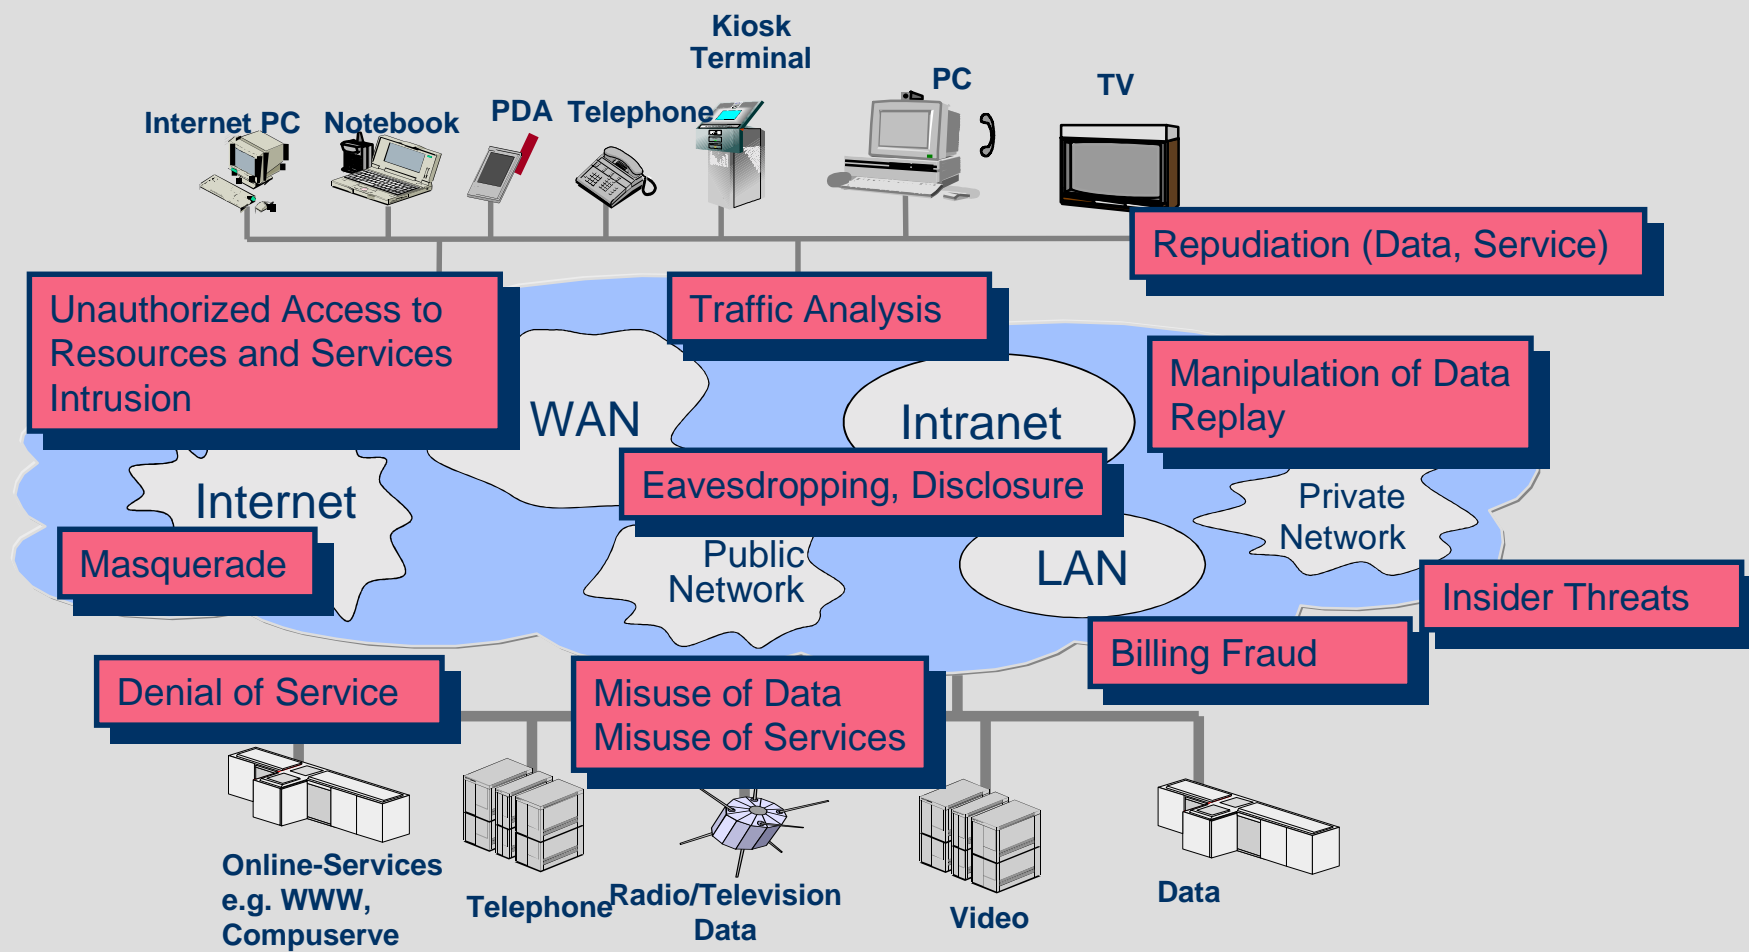 Kiosk
Terminal
PC
TV
PDA
Telephone
Internet PC
Notebook
Repudiation (Data, Service)
Unauthorized Access to
Resources and Services
Intrusion
Traffic Analysis
Manipulation of Data
Replay
WAN
Intranet
Eavesdropping, Disclosure
Internet
Private
Network
Masquerade
Public
Network
LAN
Insider Threats
Billing Fraud
Denial of Service
Misuse of Data
Misuse of Services
Online-Services
e.g. WWW,
Compuserve
Telephone
Radio/Television
Data
Video
Data